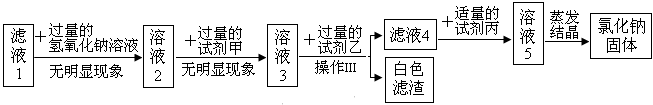 滤液1
+过量的
氢氧化钠溶液
无明显现象
溶液2
+过量的
试剂甲
无明显现象
溶液3
+过量的
试剂乙
操作III
滤液4
白色
滤渣
+适量的
试剂丙
溶液5
蒸发
结晶
氯化钠
固体